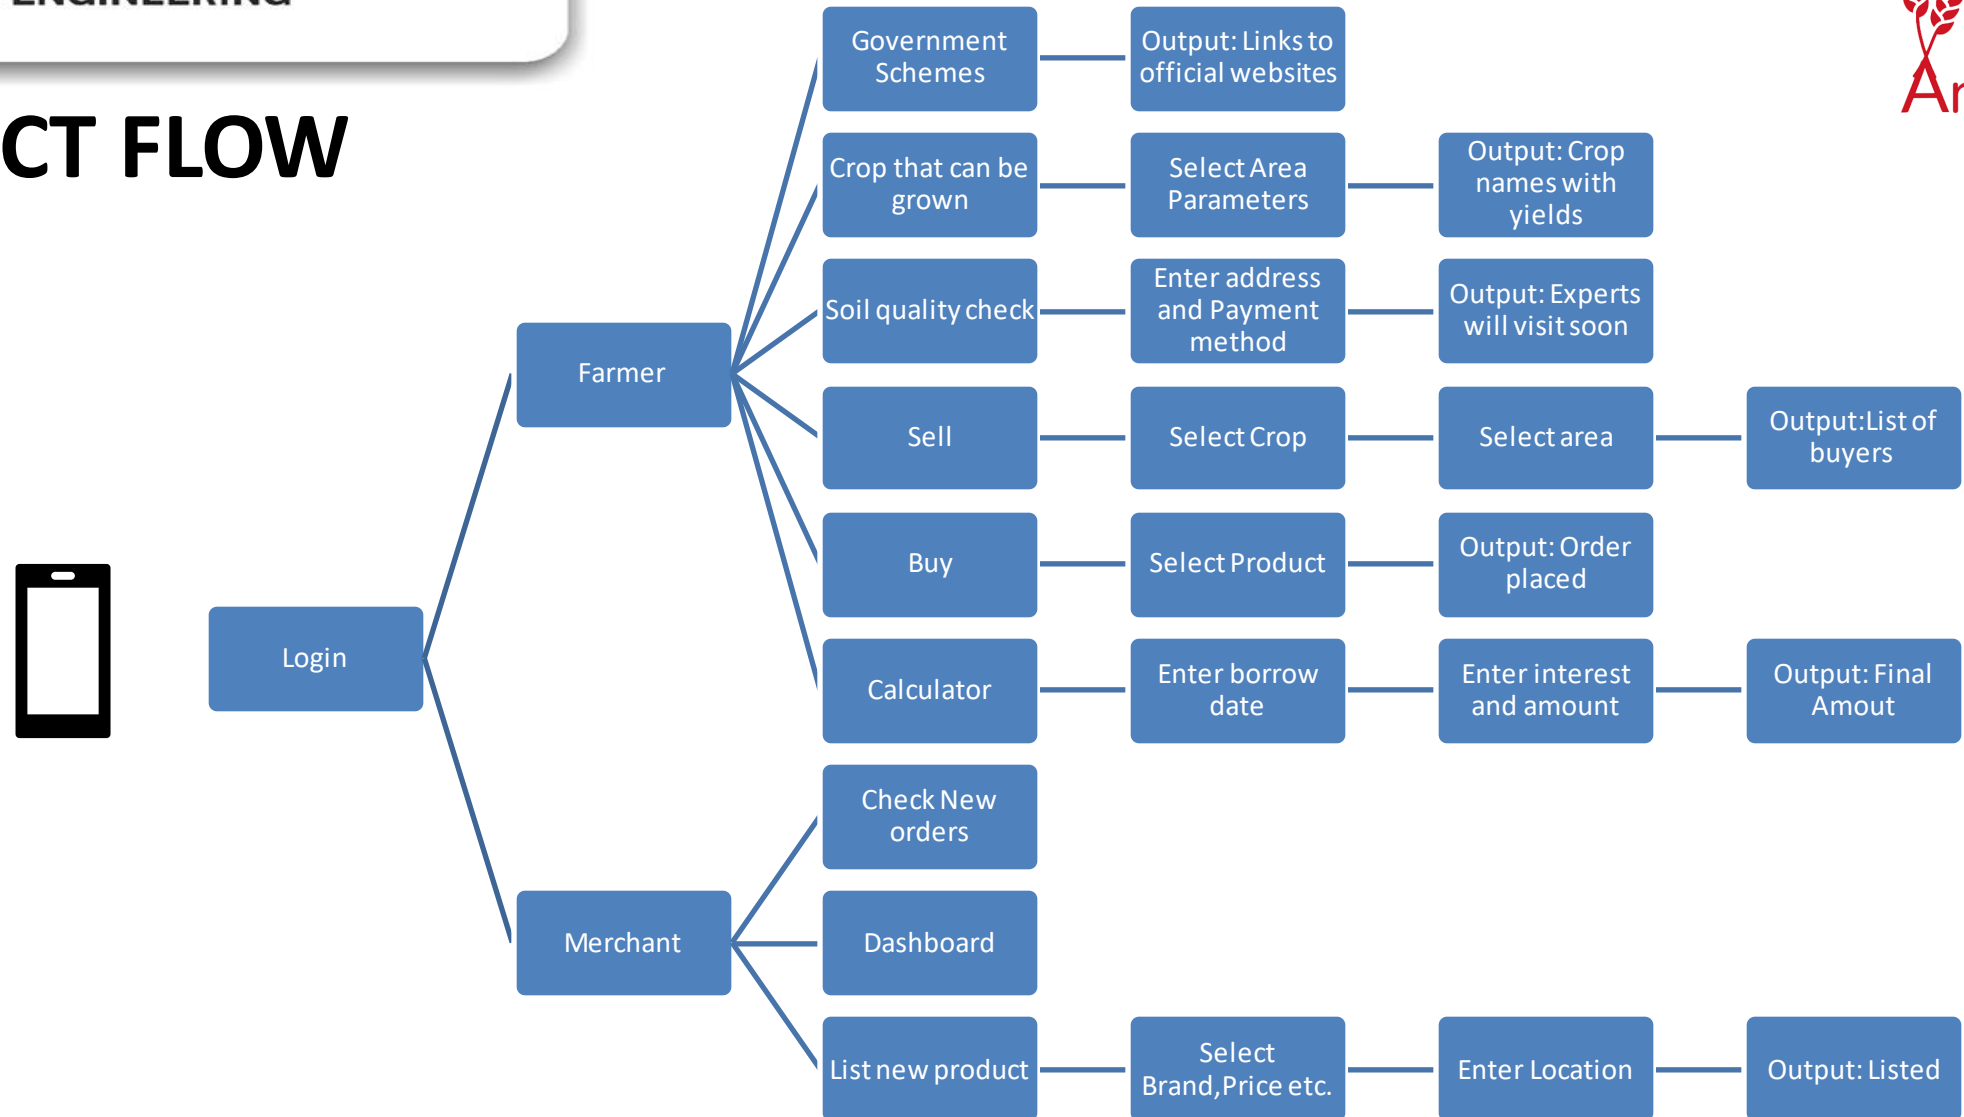 ENGINEERING
CT FLOW
Government
Schemes
Output: Links to
official websites
Crop that can be
grown
Select Area
Parameters
Output: Crop
names with
yields
Soil quality check
Enter address
and Payment
method
Output: Experts
will visit soon
Farmer
Sell
Select Crop
Select area
Output:List of
buyers
Buy
Select Product
Output: Order
placed
Login
Calculator
Enter borrow
date
Enter interest
and amount
Output: Final
Amout
Check New
orders
Merchant
Dashboard
List new product
Select
Brand,Price etc.
Enter Location
Output: Listed